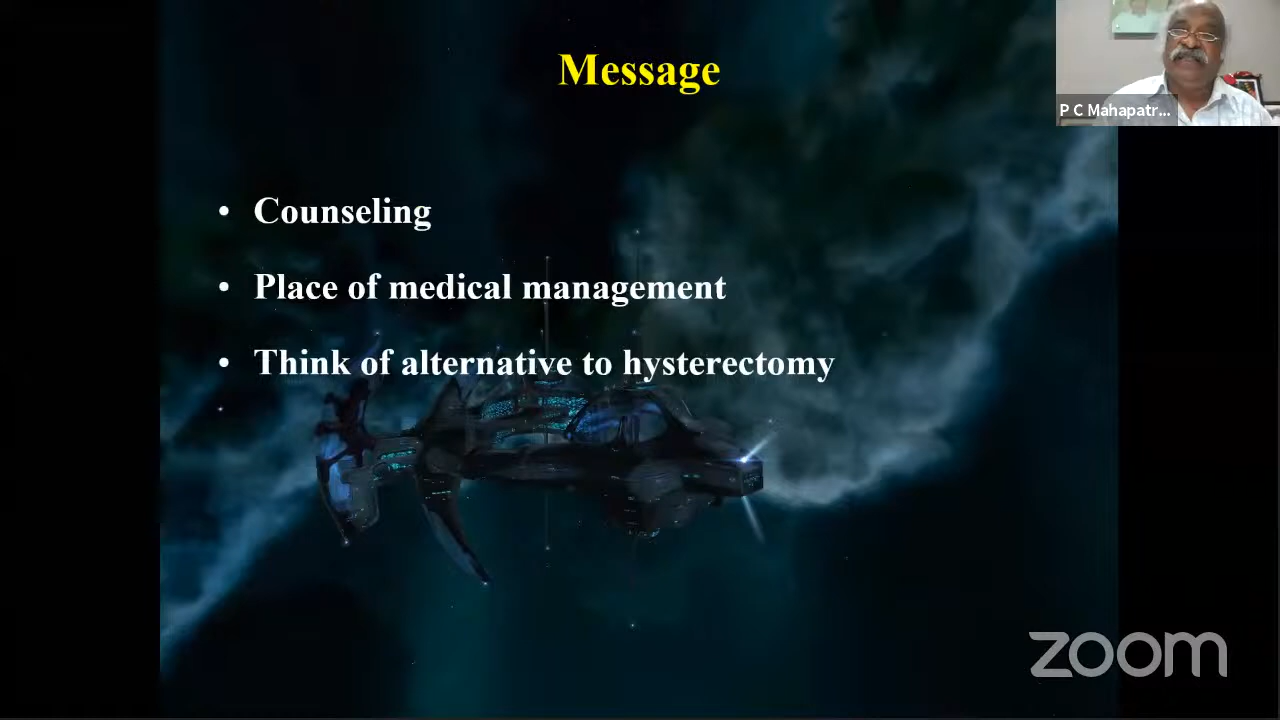 Message
P C Mahapatr...
• Counseling
• Place of medical management
• Think of alternative to hysterectomy
zoom